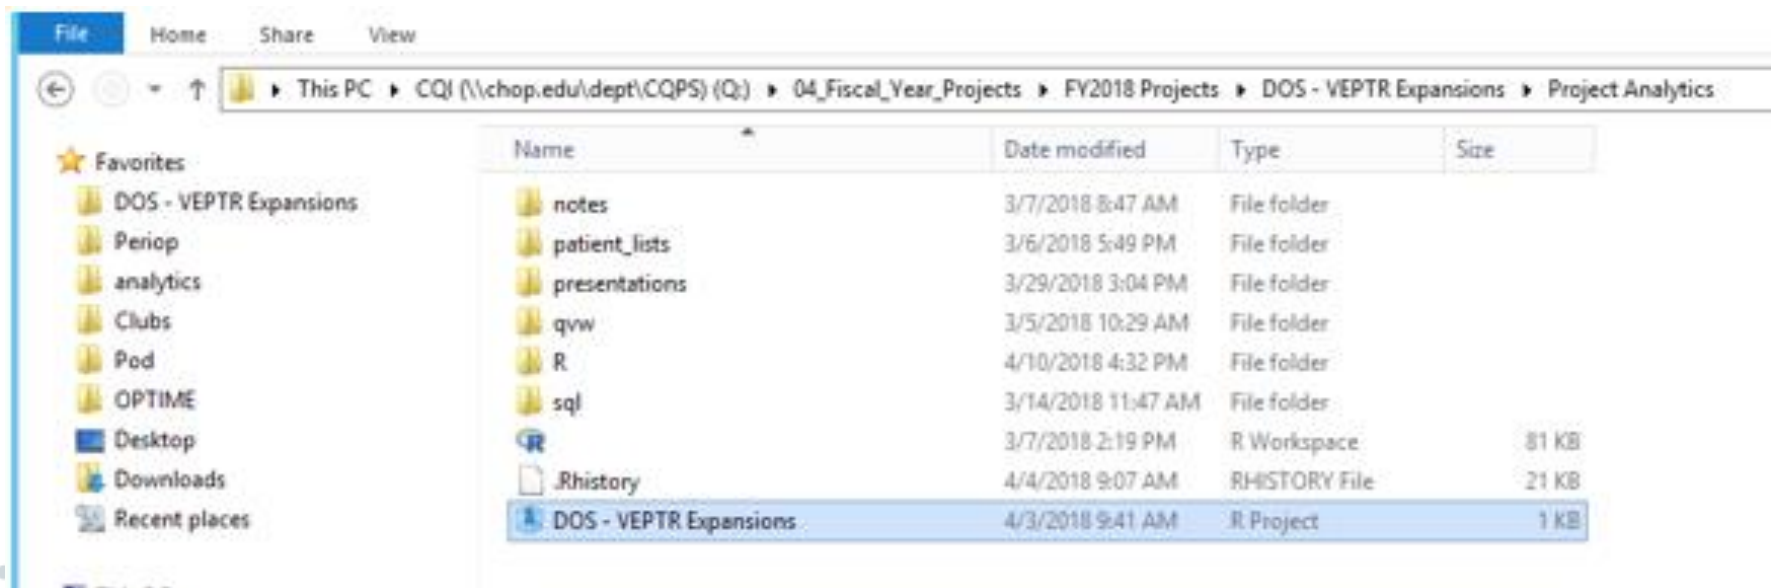 File Home Share View
This PC CQI (\\chop.edu\dept\CQPS) (Q:) 04_Fiscal_Year_Projects FY2018 Projects DOS - VEPTR Expansions Project Analytics
Name Date modified Type Size
Favorites
DOS - VEPTR Expansions
Periop
analytics
Clubs
Pod
OPTIME
Desktop
Downloads
Recent places
notes 3/7/2018 8:47 AM File folder
patient_lists 3/6/2018 5:49 PM File folder
presentations 3/29/2018 3:04 PM File folder
qvw 3/5/2018 10:29 AM File folder
R 4/10/2018 4:32 PM File folder
sql 3/14/2018 11:47 AM File folder
3/7/2018 2:19 PM R Workspace 81 KB
.Rhistory 4/4/2018 9:07 AM RHISTORY File 21 KB
DOS - VEPTR Expansions 4/3/2018 9:41 AM R Project 1 KB